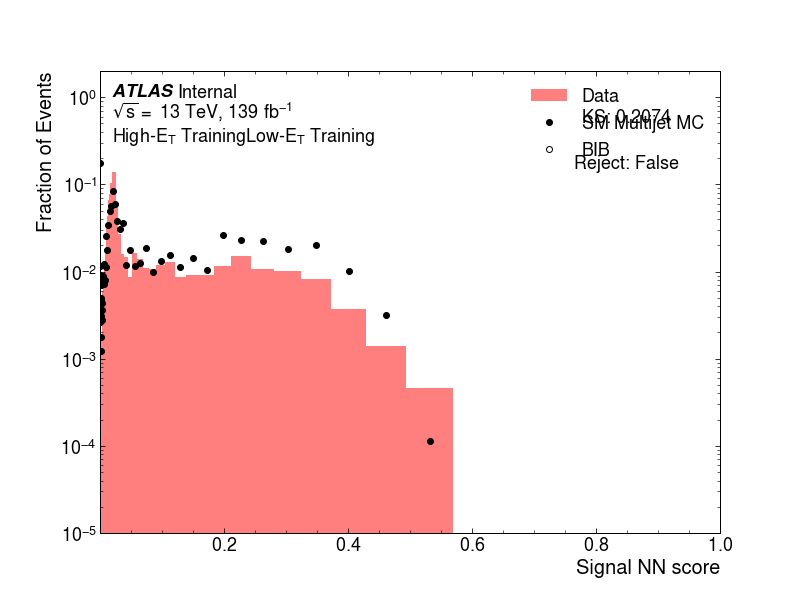 ATLAS Internal
√s = 13 TeV, 139 fb⁻¹
High-E_T TrainingLow-E_T Training
Data
KS: 0.2074
SM Multijet MC
BIB
Reject: False
Fraction of Events
10⁰
10⁻¹
10⁻²
10⁻³
10⁻⁴
10⁻⁵
0.2 0.4 0.6 0.8 1.0
Signal NN score